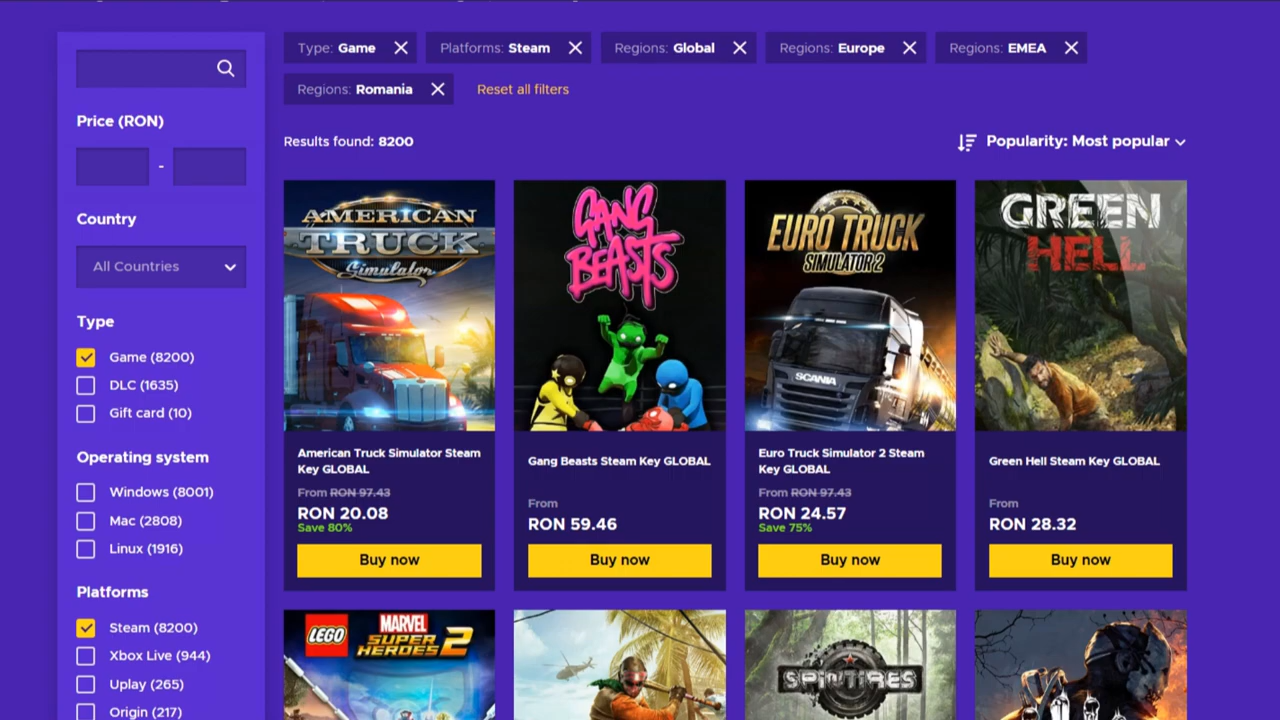 Type: Game
Platforms: Steam
Regions: Global
Regions: Europe
Regions: EMEA
Regions: Romania
Reset all filters
Price (RON)
-
Country
All Countries
Type
Game (8200)
DLC (1635)
Gift card (10)
Operating system
Windows (8001)
Mac (2808)
Linux (1916)
Platforms
Steam (8200)
Xbox Live (944)
Uplay (265)
Origin (217)
Results found: 8200
Popularity: Most popular
AMERICAN
TRUCK
Simulator
American Truck Simulator Steam
Key GLOBAL
From RON 97.43
RON 20.08
Save 80%
Buy now
GANG
BEASTS
Gang Beasts Steam Key GLOBAL
From
RON 59.46
Buy now
EURO TRUCK
SIMULATOR 2
SCANIA
Euro Truck Simulator 2 Steam
Key GLOBAL
From RON 97.43
RON 24.57
Save 75%
Buy now
GREEN
HELL
Green Hell Steam Key GLOBAL
From
RON 28.32
Buy now
LEGO
MARVEL
SUPER
HEROES 2
SPINTIRES